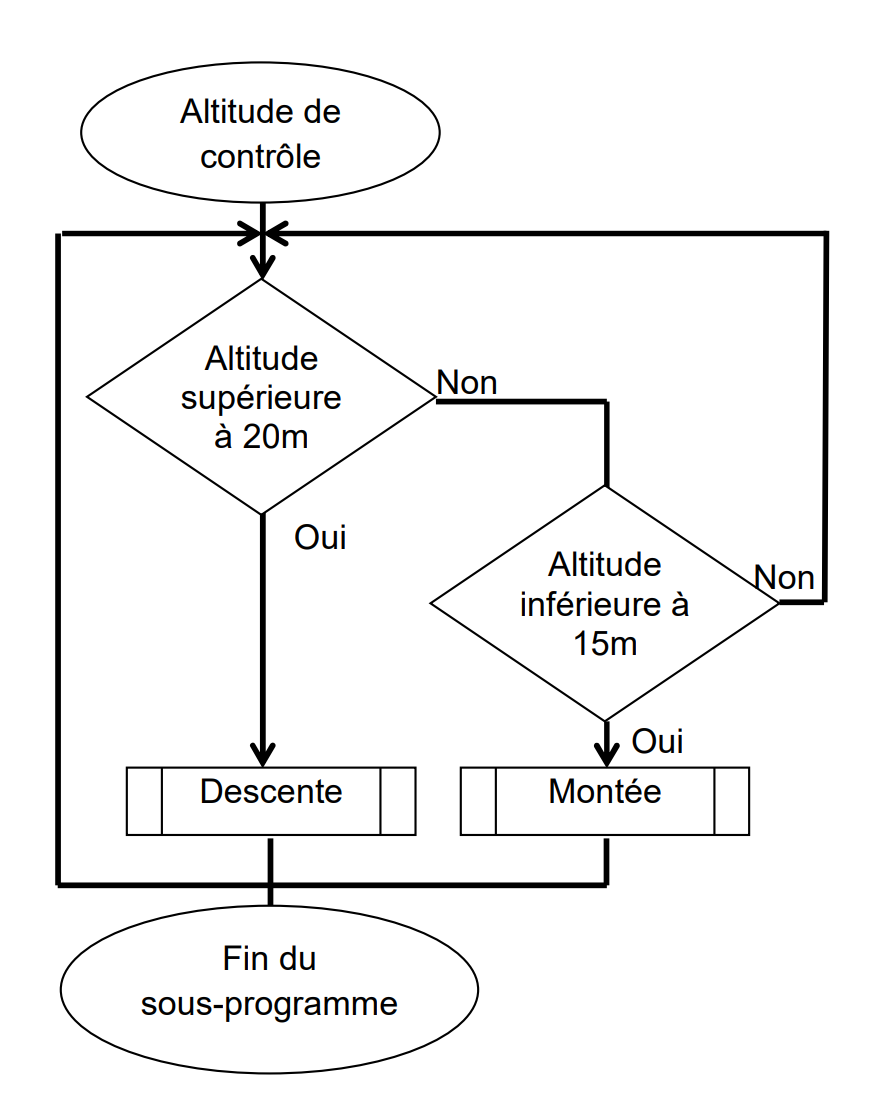 Altitude de
contrôle
Altitude
supérieure
à 20m
Non
Oui
Altitude
inférieure à
15m
Non
Oui
Descente
Montée
Fin du
sous-programme